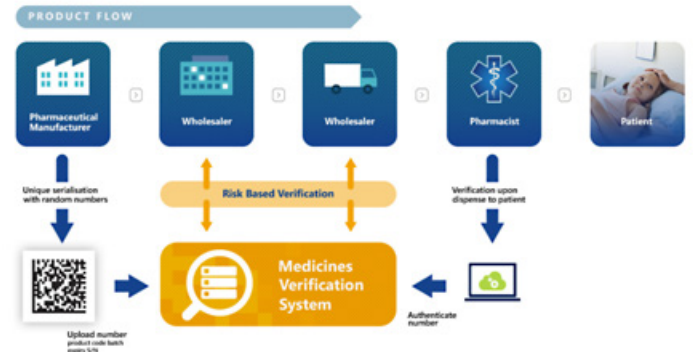 PRODUCT FLOW
Pharmaceutical
Manufacturer
Wholesaler
Wholesaler
Pharmacist
Patient
Unique serialisation
with random numbers
Risk Based Verification
Verification upon
dispense to patient
Medicines
Verification
System
Authenticate
number
Upload number
product code batch
expiry S/N